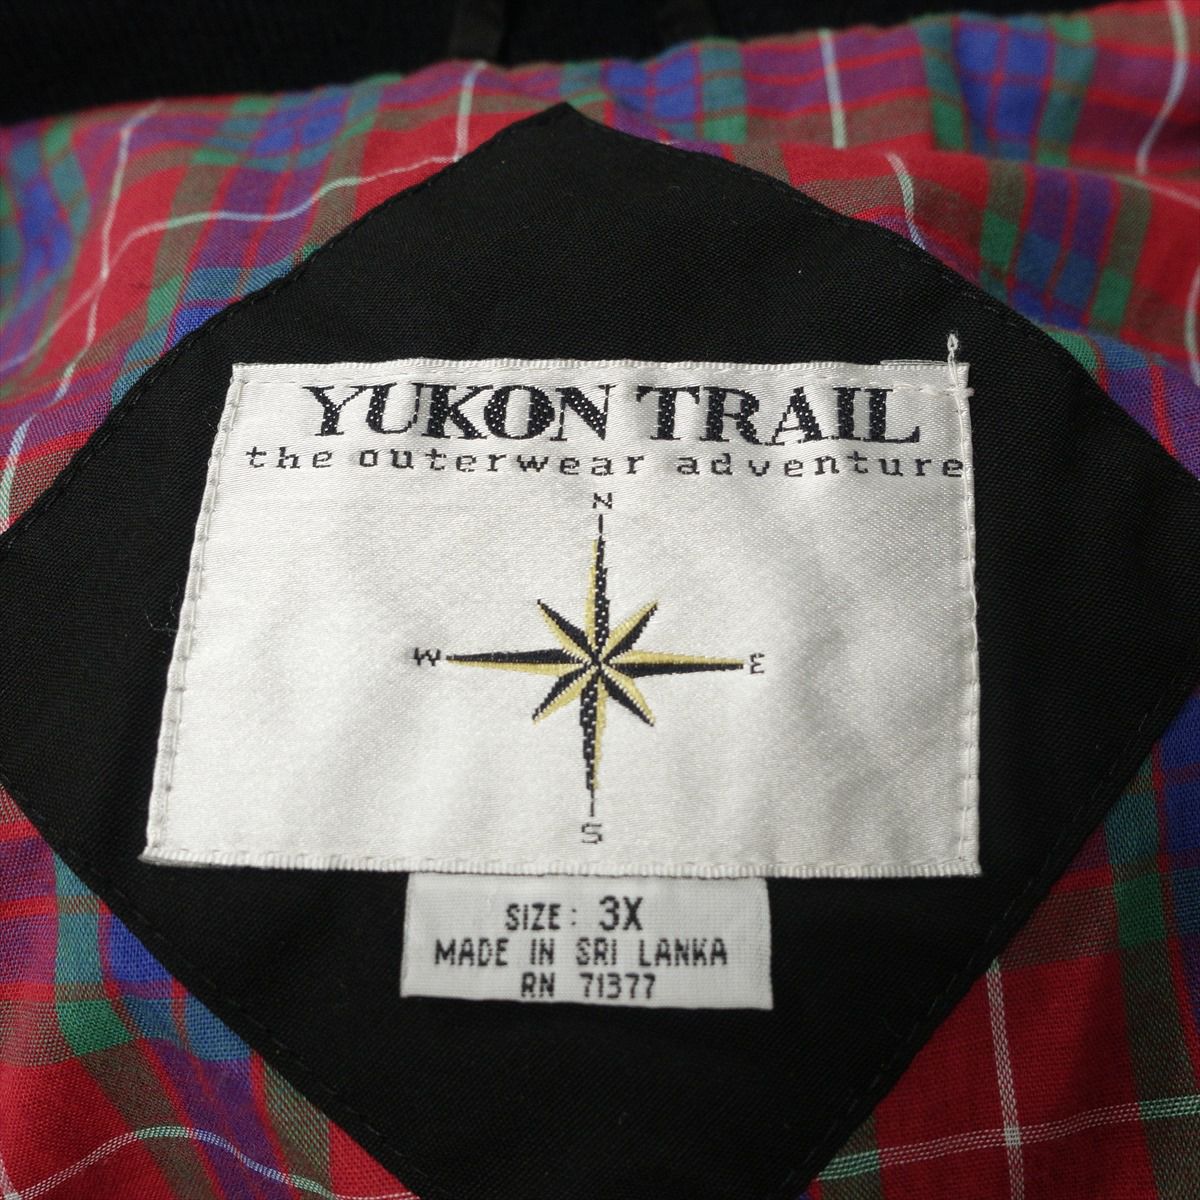 YUKON TRAIL
the outerwear adventure
N
W E
S
SIZE: 3X
MADE IN SRI LANKA
RN 71377